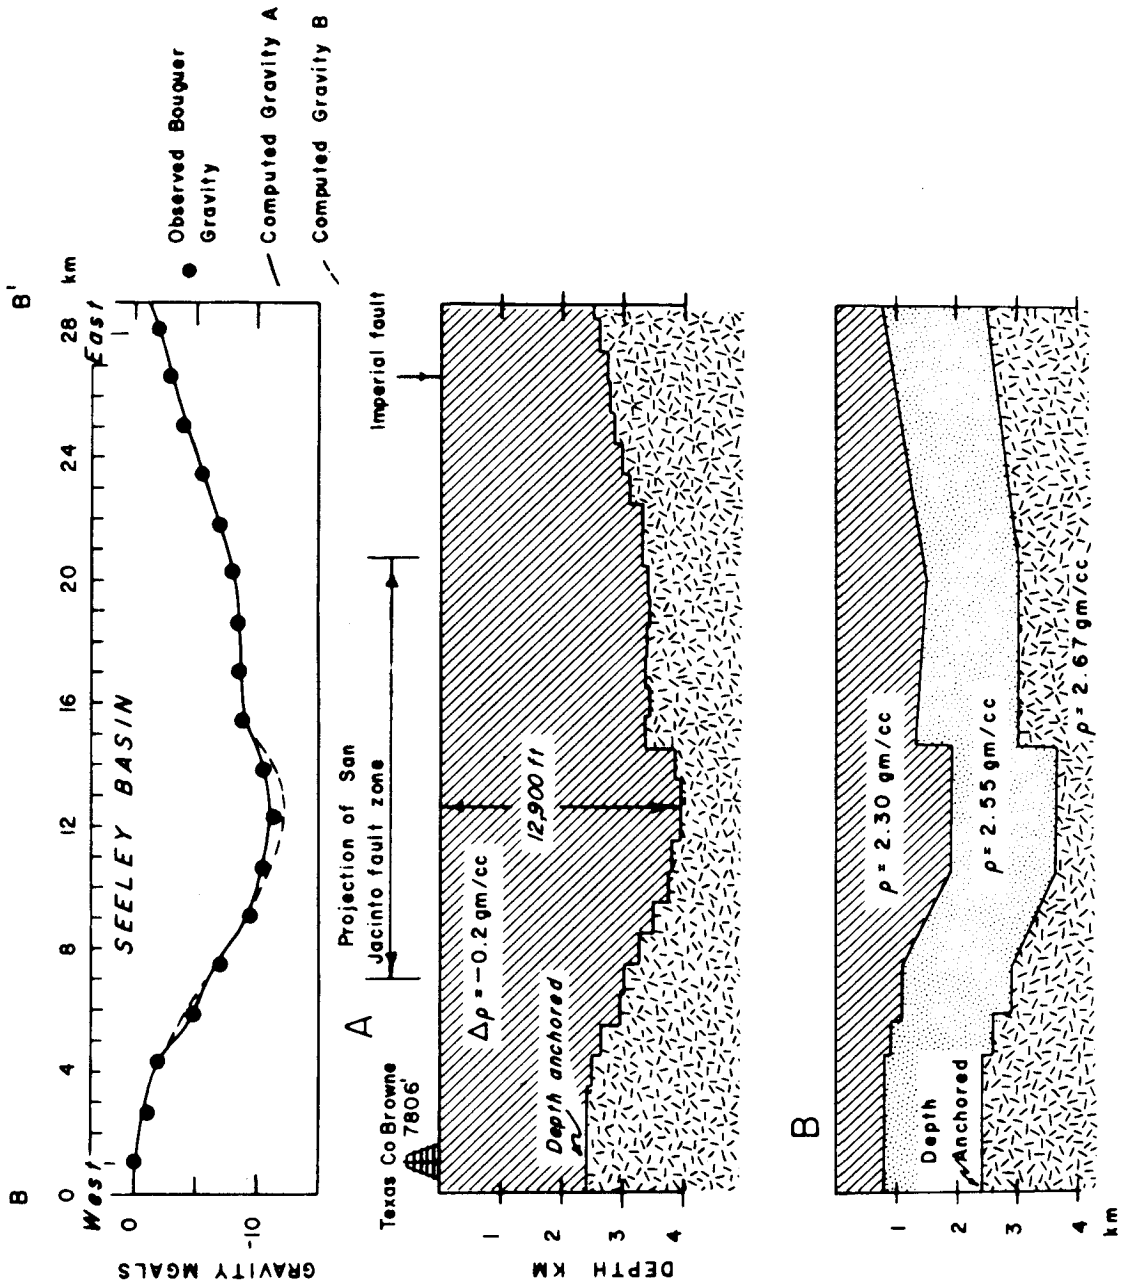 B
B'
0
4
8
12
16
20
24
28
km
West
East
SEELEY BASIN
0
-10
GRAVITY MGALS
Observed Bouguer
Gravity
Computed Gravity A
Computed Gravity B
A
Projection of San
Jacinto fault zone
Imperial fault
Texas Co Browne
7806'
Δρ = -0.2 gm/cc
12,900 ft
Depth anchored
1
2
3
4
DEPTH KM
B
ρ = 2.30 gm/cc
ρ = 2.55 gm/cc
ρ = 2.67 gm/cc
Depth
Anchored
1
2
3
4
km